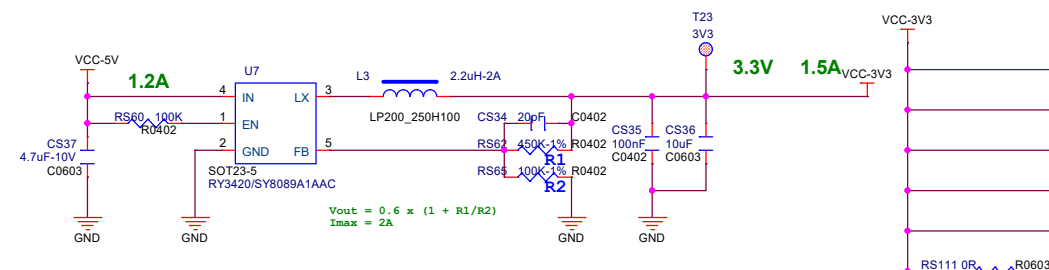 T23
3V3
VCC-3V3
VCC-5V
1.2A
U7
L3
2.2uH-2A
3.3V
1.5A
VCC-3V3
4
IN
LX
3
LP200_250H100
RS60
100K
R0402
1
EN
CS34
20pF
C0402
CS37
4.7uF-10V
C0603
2
GND
FB
5
RS62
450K-1%
R0402
R1
CS35
100nF
C0402
CS36
10uF
C0603
SOT23-5
RY3420/SY8089A1AAC
RS65
100K-1%
R0402
R2
Vout = 0.6 x (1 + R1/R2)
Imax = 2A
GND
GND
GND
GND
RS111 0R
R0603